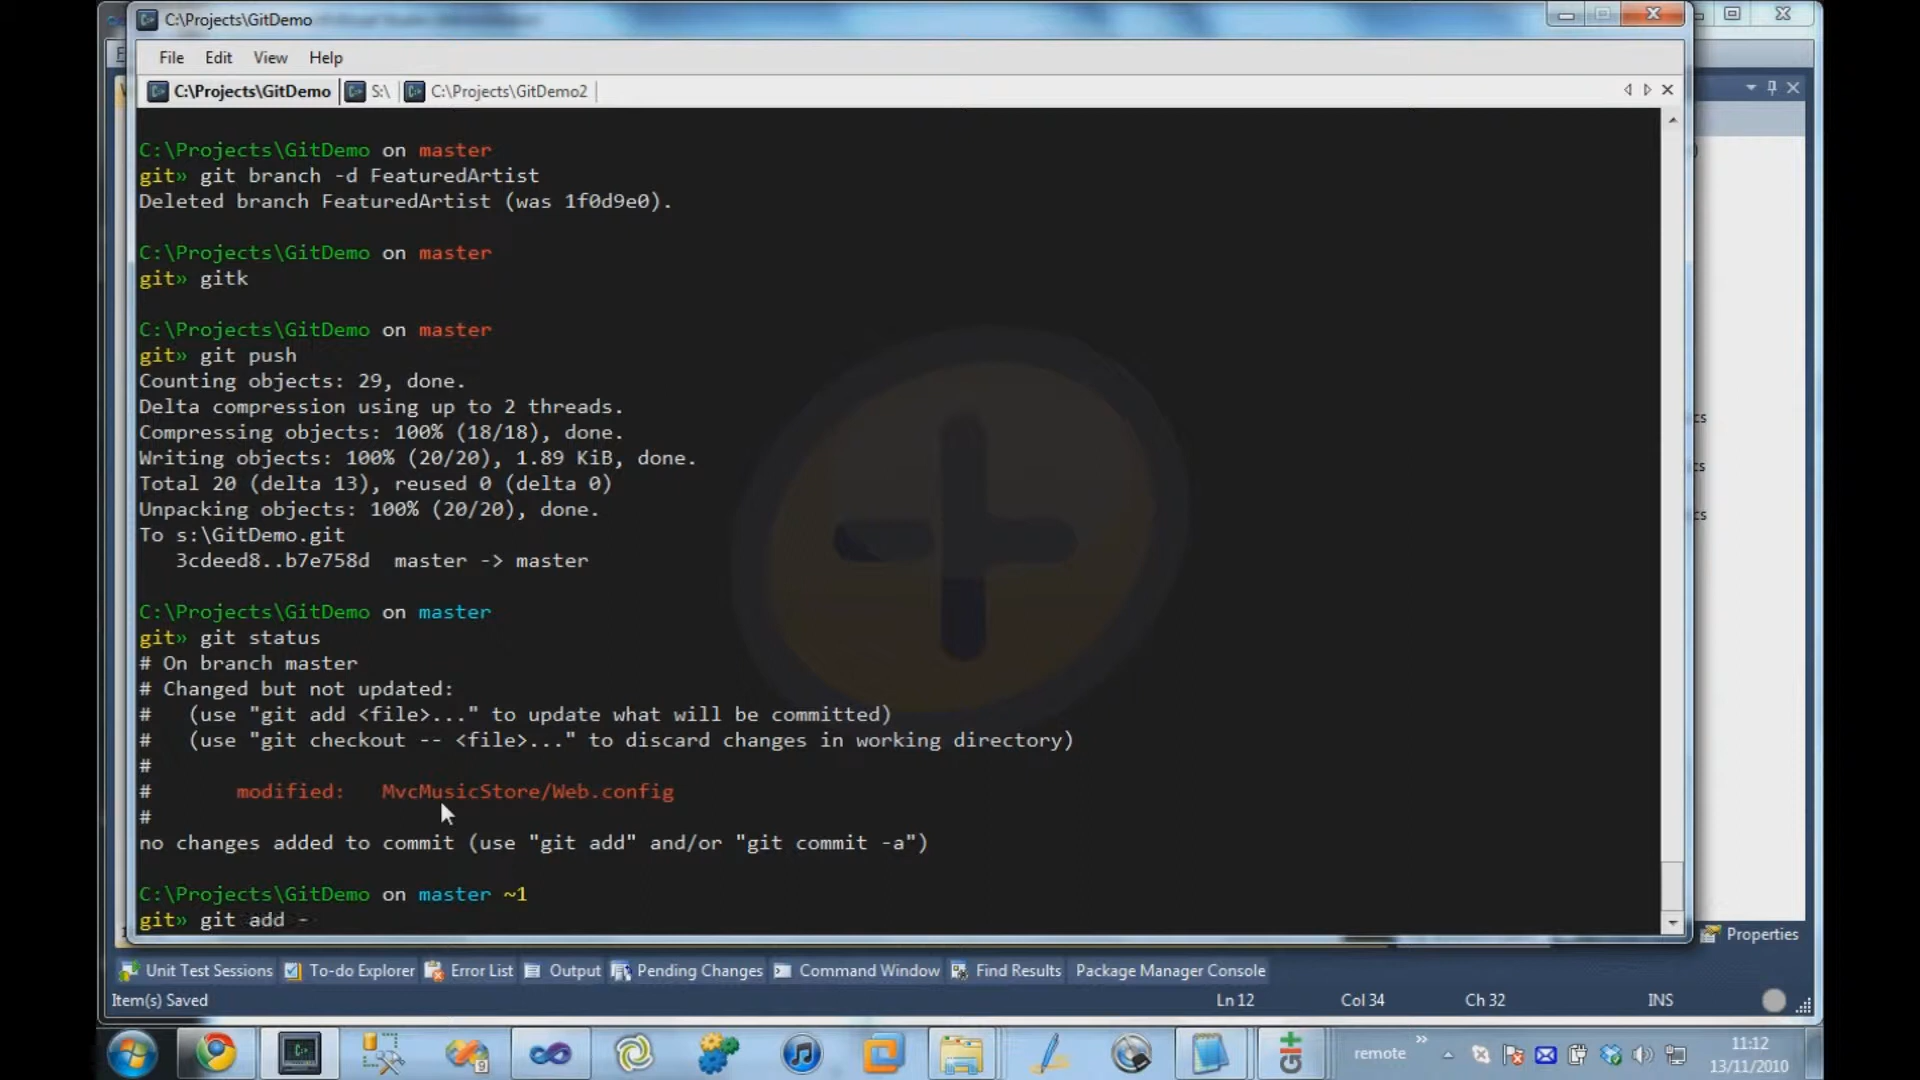 C:\Projects\GitDemo
File Edit View Help
C:\Projects\GitDemo S:\ C:\Projects\GitDemo2
C:\Projects\GitDemo on master
git» git branch -d FeaturedArtist
Deleted branch FeaturedArtist (was 1f0d9e0).
C:\Projects\GitDemo on master
git» gitk
C:\Projects\GitDemo on master
git» git push
Counting objects: 29, done.
Delta compression using up to 2 threads.
Compressing objects: 100% (18/18), done.
Writing objects: 100% (20/20), 1.89 KiB, done.
Total 20 (delta 13), reused 0 (delta 0)
Unpacking objects: 100% (20/20), done.
To s:\GitDemo.git
3cdeed8..b7e758d master -> master
C:\Projects\GitDemo on master
git» git status
# On branch master
# Changed but not updated:
# (use "git add <file>..." to update what will be committed)
# (use "git checkout -- <file>..." to discard changes in working directory)
#
# modified: MvcMusicStore/Web.config
#
no changes added to commit (use "git add" and/or "git commit -a")
C:\Projects\GitDemo on master ~1
git» git add -
Properties
Unit Test Sessions To-do Explorer Error List Output Pending Changes Command Window Find Results Package Manager Console
Item(s) Saved Ln 12 Col 34 Ch 32 INS
remote » 11:12
13/11/2010